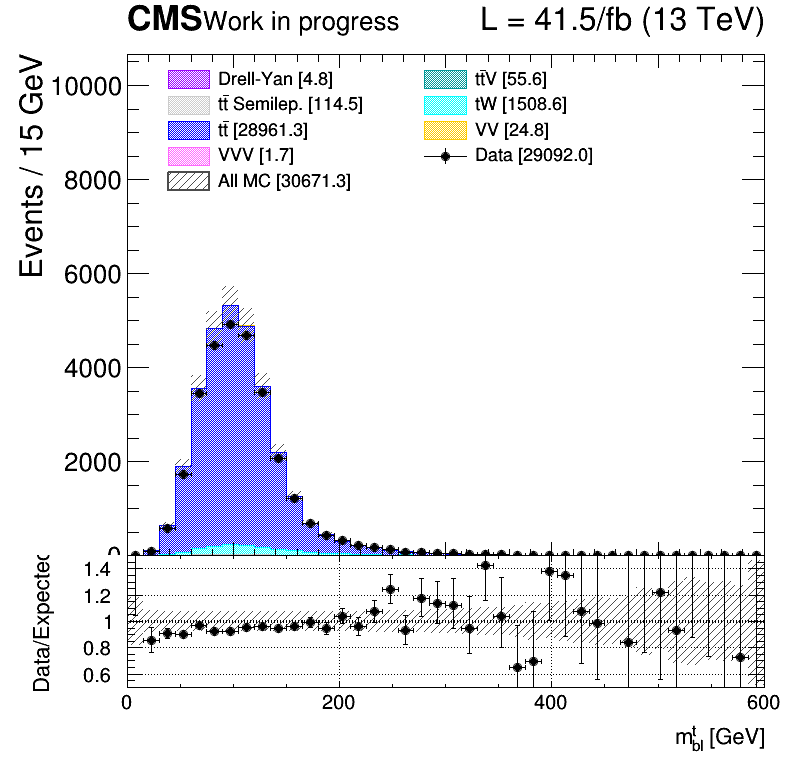 CMS Work in progress L = 41.5/fb (13 TeV)
Events / 15 GeV
10000
8000
6000
4000
2000
0
Drell-Yan [4.8]
tt̄ Semilep. [114.5]
tt̄ [28961.3]
VVV [1.7]
All MC [30671.3]
tt̄V [55.6]
tW [1508.6]
VV [24.8]
Data [29092.0]
Data/Expected
1.4
1.2
1
0.8
0.6
0 200 400 600
m^t_bl [GeV]